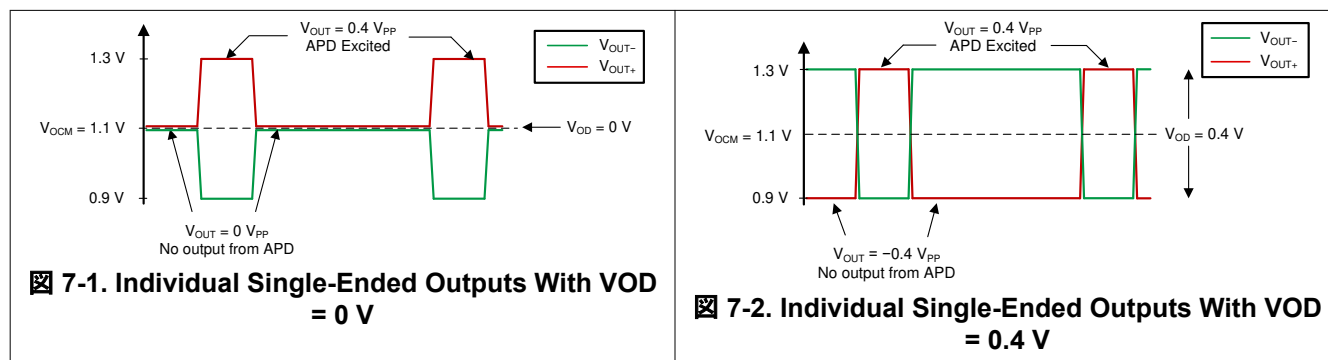 V_OUT = 0.4 V_PP
APD Excited
V_OUT−
V_OUT+
1.3 V
V_OCM = 1.1 V
V_OD = 0 V
0.9 V
V_OUT = 0 V_PP
No output from APD
図 7-1. Individual Single-Ended Outputs With VOD
= 0 V
V_OUT = 0.4 V_PP
APD Excited
V_OUT−
V_OUT+
1.3 V
V_OCM = 1.1 V
V_OD = 0.4 V
0.9 V
V_OUT = −0.4 V_PP
No output from APD
図 7-2. Individual Single-Ended Outputs With VOD
= 0.4 V